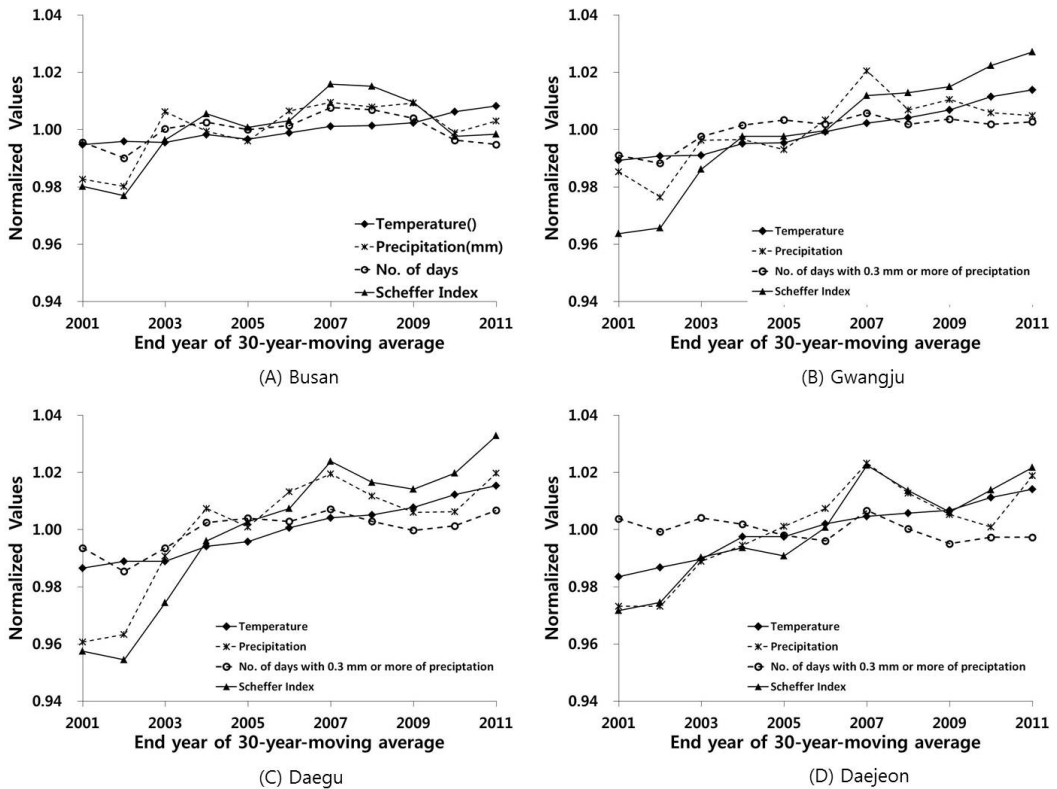 1.04
1.02
1.00
0.98
0.96
0.94
Normalized Values
Temperature()
Precipitation(mm)
No. of days
Scheffer Index
2001 2003 2005 2007 2009 2011
End year of 30-year-moving average
(A) Busan
1.04
1.02
1.00
0.98
0.96
0.94
Normalized Values
Temperature
Precipitation
No. of days with 0.3 mm or more of preciptation
Scheffer Index
2001 2003 2005 2007 2009 2011
End year of 30-year-moving average
(B) Gwangju
1.04
1.02
1.00
0.98
0.96
0.94
Normalized Values
Temperature
Precipitation
No. of days with 0.3 mm or more of preciptation
Scheffer Index
2001 2003 2005 2007 2009 2011
End year of 30-year-moving average
(C) Daegu
1.04
1.02
1.00
0.98
0.96
0.94
Normalized Values
Temperature
Precipitation
No. of days with 0.3 mm or more of preciptation
Scheffer Index
2001 2003 2005 2007 2009 2011
End year of 30-year-moving average
(D) Daejeon